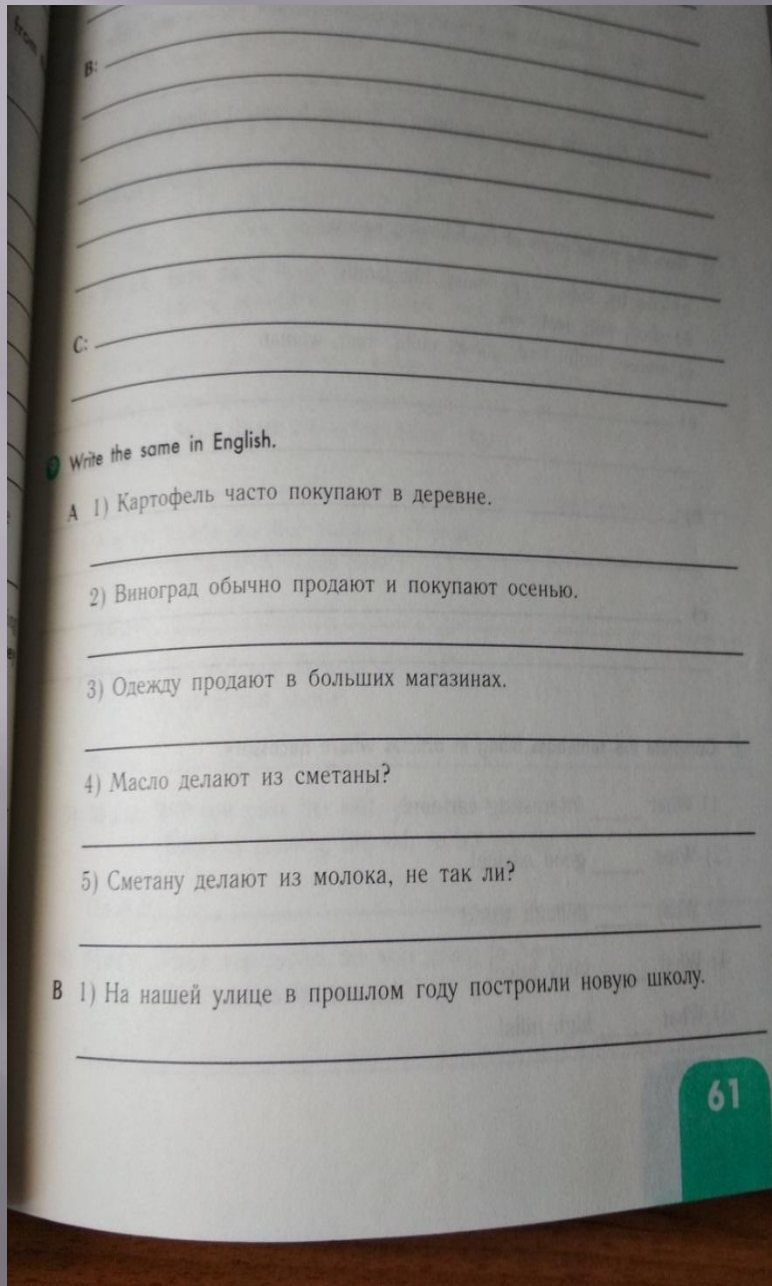 from
B:
C:
Write the same in English.
A 1) Картофель часто покупают в деревне.
2) Виноград обычно продают и покупают осенью.
3) Одежду продают в больших магазинах.
4) Масло делают из сметаны?
5) Сметану делают из молока, не так ли?
B 1) На нашей улице в прошлом году построили новую школу.
61